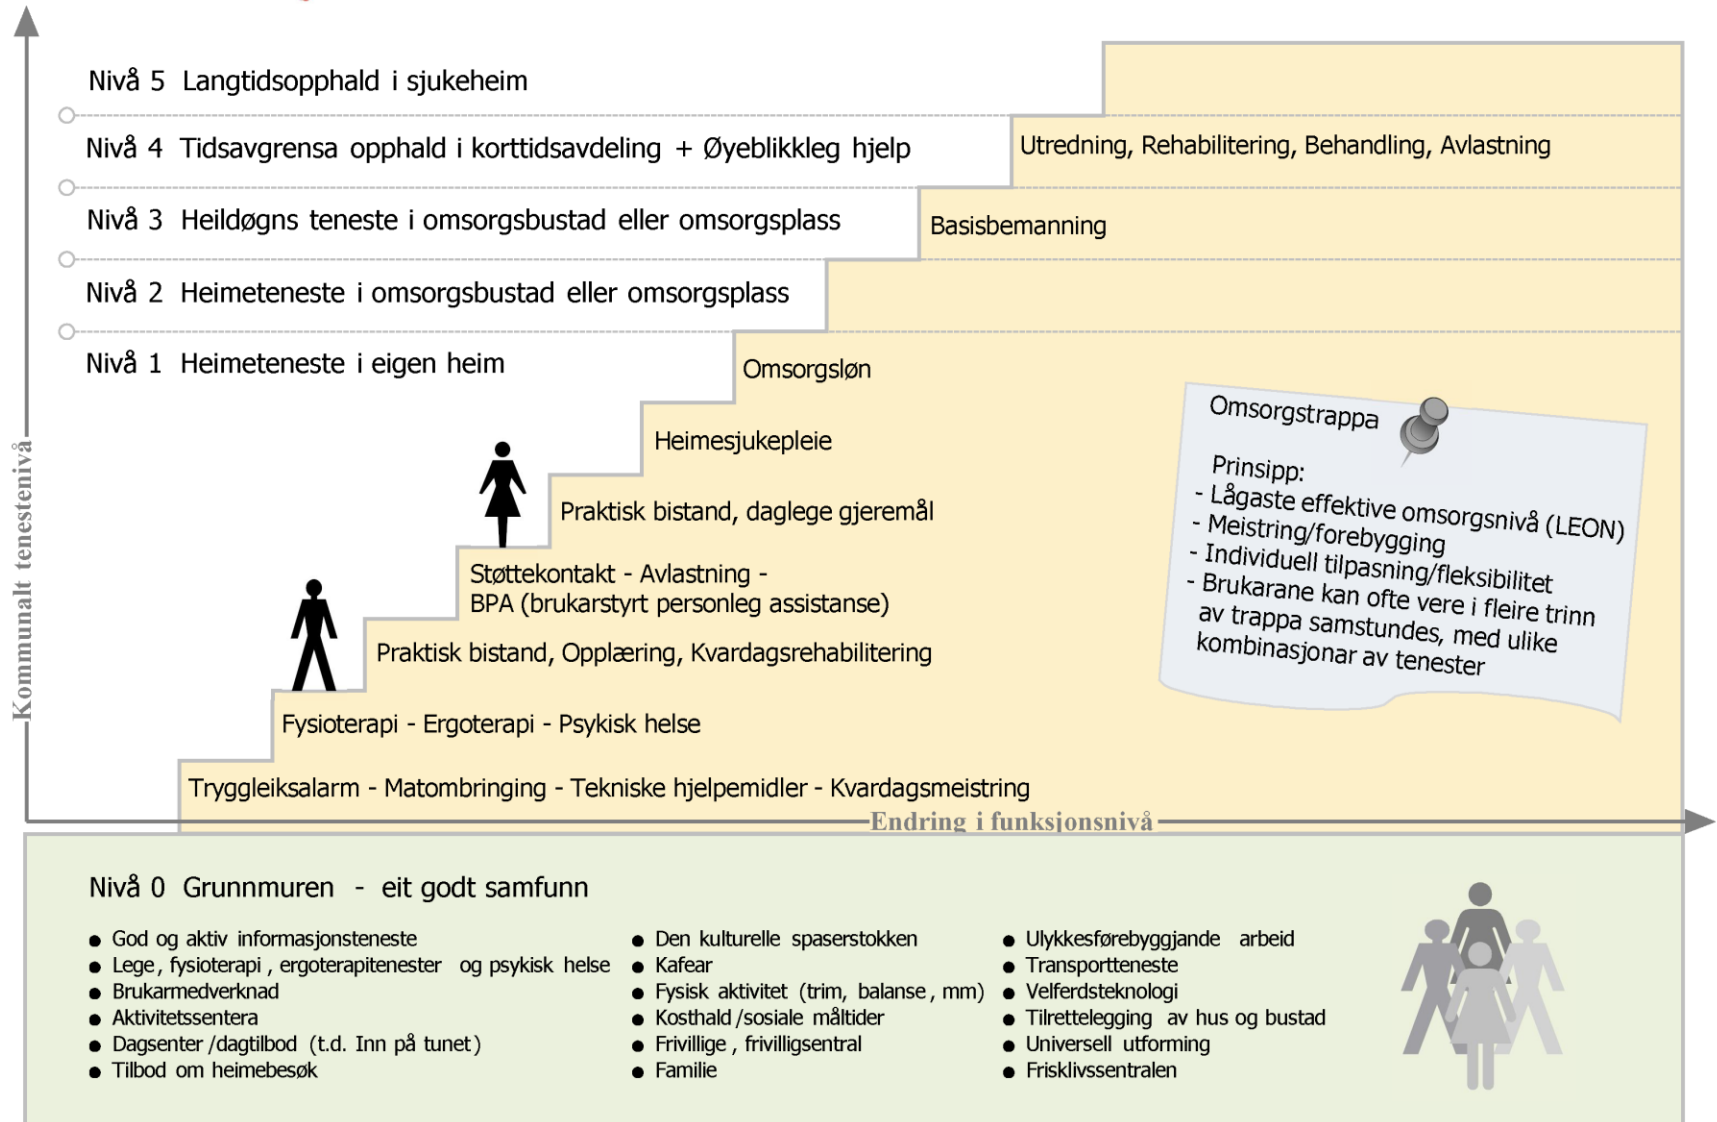 Nivå 5 Langtidsopphald i sjukeheim
Nivå 4 Tidsavgrensa opphald i korttidsavdeling + Øyeblikkleg hjelp
Utredning, Rehabilitering, Behandling, Avlastning
Nivå 3 Heildøgns teneste i omsorgsbustad eller omsorgsplass
Basisbemanning
Nivå 2 Heimeteneste i omsorgsbustad eller omsorgsplass
Nivå 1 Heimeteneste i eigen heim
Omsorgsløn
Heimesjukepleie
Praktisk bistand, daglege gjeremål
Støttekontakt - Avlastning -
BPA (brukarstyrt personleg assistanse)
Praktisk bistand, Opplæring, Kvardagsrehabilitering
Fysioterapi - Ergoterapi - Psykisk helse
Tryggleiksalarm - Matombringing - Tekniske hjelpemidler - Kvardagsmeistring
Omsorgstrappa
Prinsipp:
- Lågaste effektive omsorgsnivå (LEON)
- Meistring/forebygging
- Individuell tilpasning/fleksibilitet
- Brukarane kan ofte vere i fleire trinn
av trappa samstundes, med ulike
kombinasjonar av tenester
Kommunalt tenestenivå
Endring i funksjonsnivå
Nivå 0 Grunnmuren - eit godt samfunn
● God og aktiv informasjonsteneste
● Lege, fysioterapi, ergoterapitenester og psykisk helse
● Brukarmedverknad
● Aktivitetssentera
● Dagsenter/dagtilbod (t.d. Inn på tunet)
● Tilbod om heimebesøk
● Den kulturelle spaserstokken
● Kafear
● Fysisk aktivitet (trim, balanse, mm)
● Kosthald/sosiale måltider
● Frivillige, frivilligsentral
● Familie
● Ulykkesførebyggjande arbeid
● Transportteneste
● Velferdsteknologi
● Tilrettelegging av hus og bustad
● Universell utforming
● Frisklivssentralen